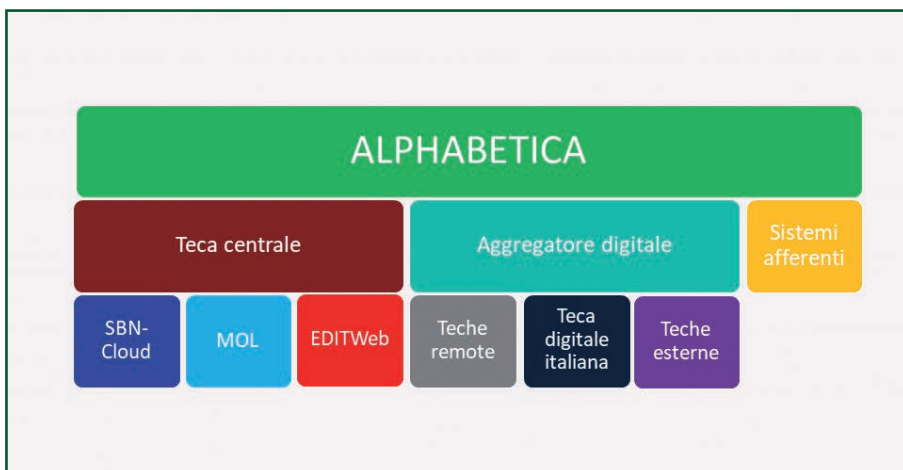 ALPHABETICA
Teca centrale
Aggregatore digitale
Sistemi
afferenti
SBN-
Cloud
MOL
EDITWeb
Teche
remote
Teca
digitale
italiana
Teche
esterne